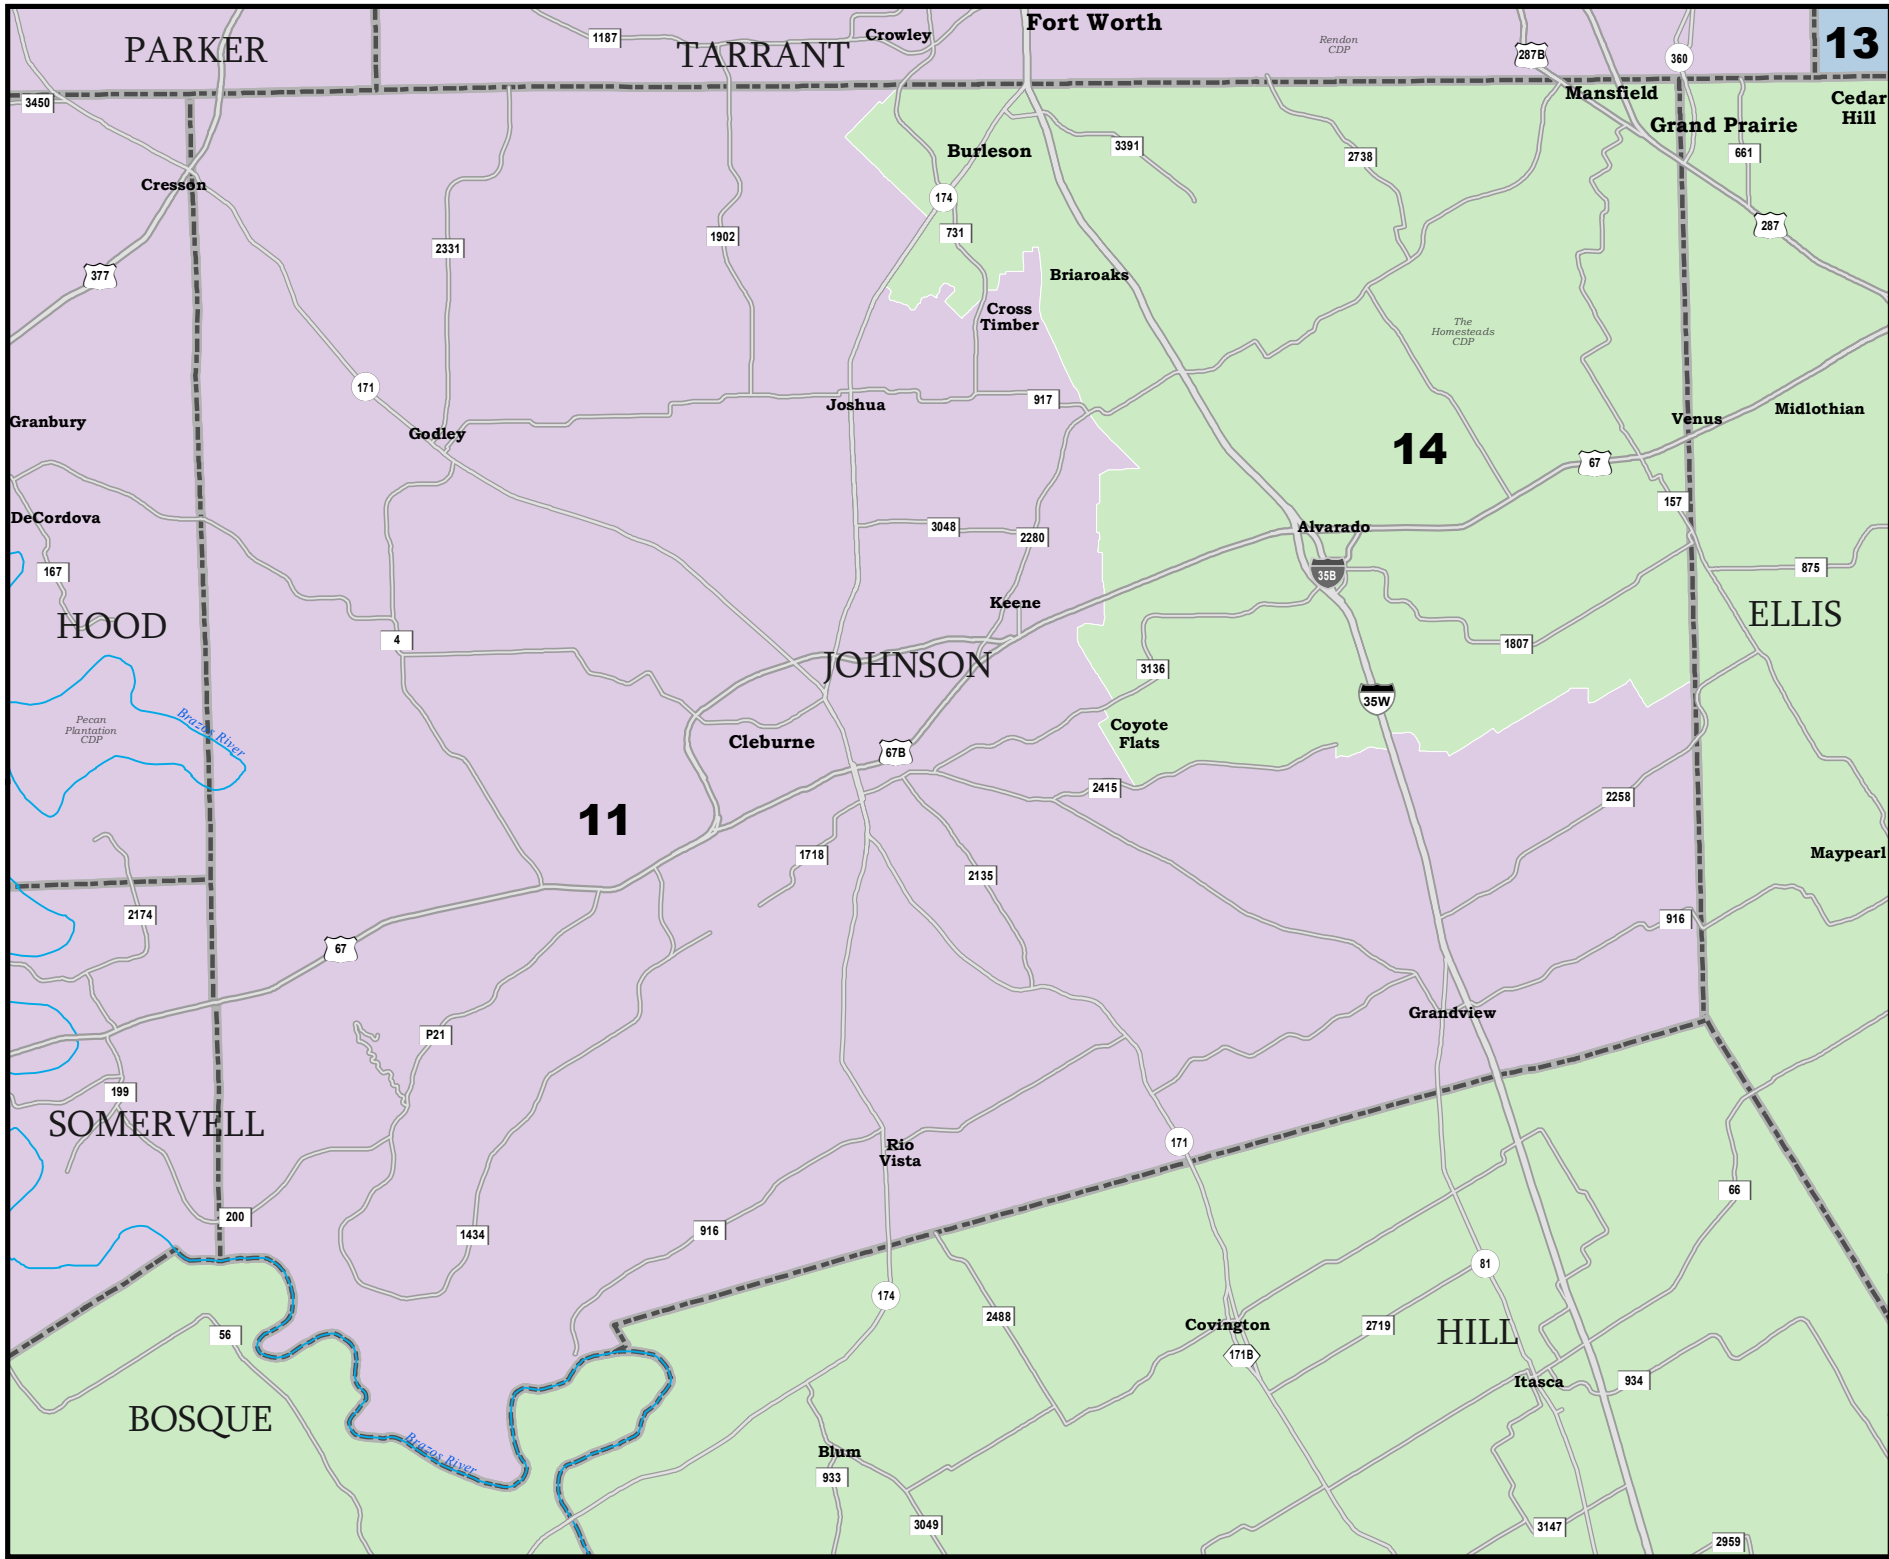 Fort Worth
PARKER
TARRANT
1187
Crowley
Rendon
CDP
287B
360
13
3450
Mansfield
Cedar
Hill
Grand Prairie
Burleson
3391
2738
661
Cresson
174
731
1902
2331
287
377
Briaroaks
Cross
Timber
The
Homesteads
CDP
171
917
Joshua
Granbury
Godley
Venus
Midlothian
14
67
157
DeCordova
3048
2280
Alvarado
167
35B
875
Keene
HOOD
4
JOHNSON
ELLIS
1807
3136
35W
Pecan
Plantation
CDP
Brazos River
Cleburne
67B
Coyote
Flats
2415
2258
11
1718
2135
Maypearl
2174
916
67
Grandview
P21
199
SOMERVELL
171
Rio
Vista
66
200
1434
916
81
174
2488
Covington
2719
HILL
56
171B
Itasca
934
BOSQUE
Brazos River
Blum
933
3049
3147
2959